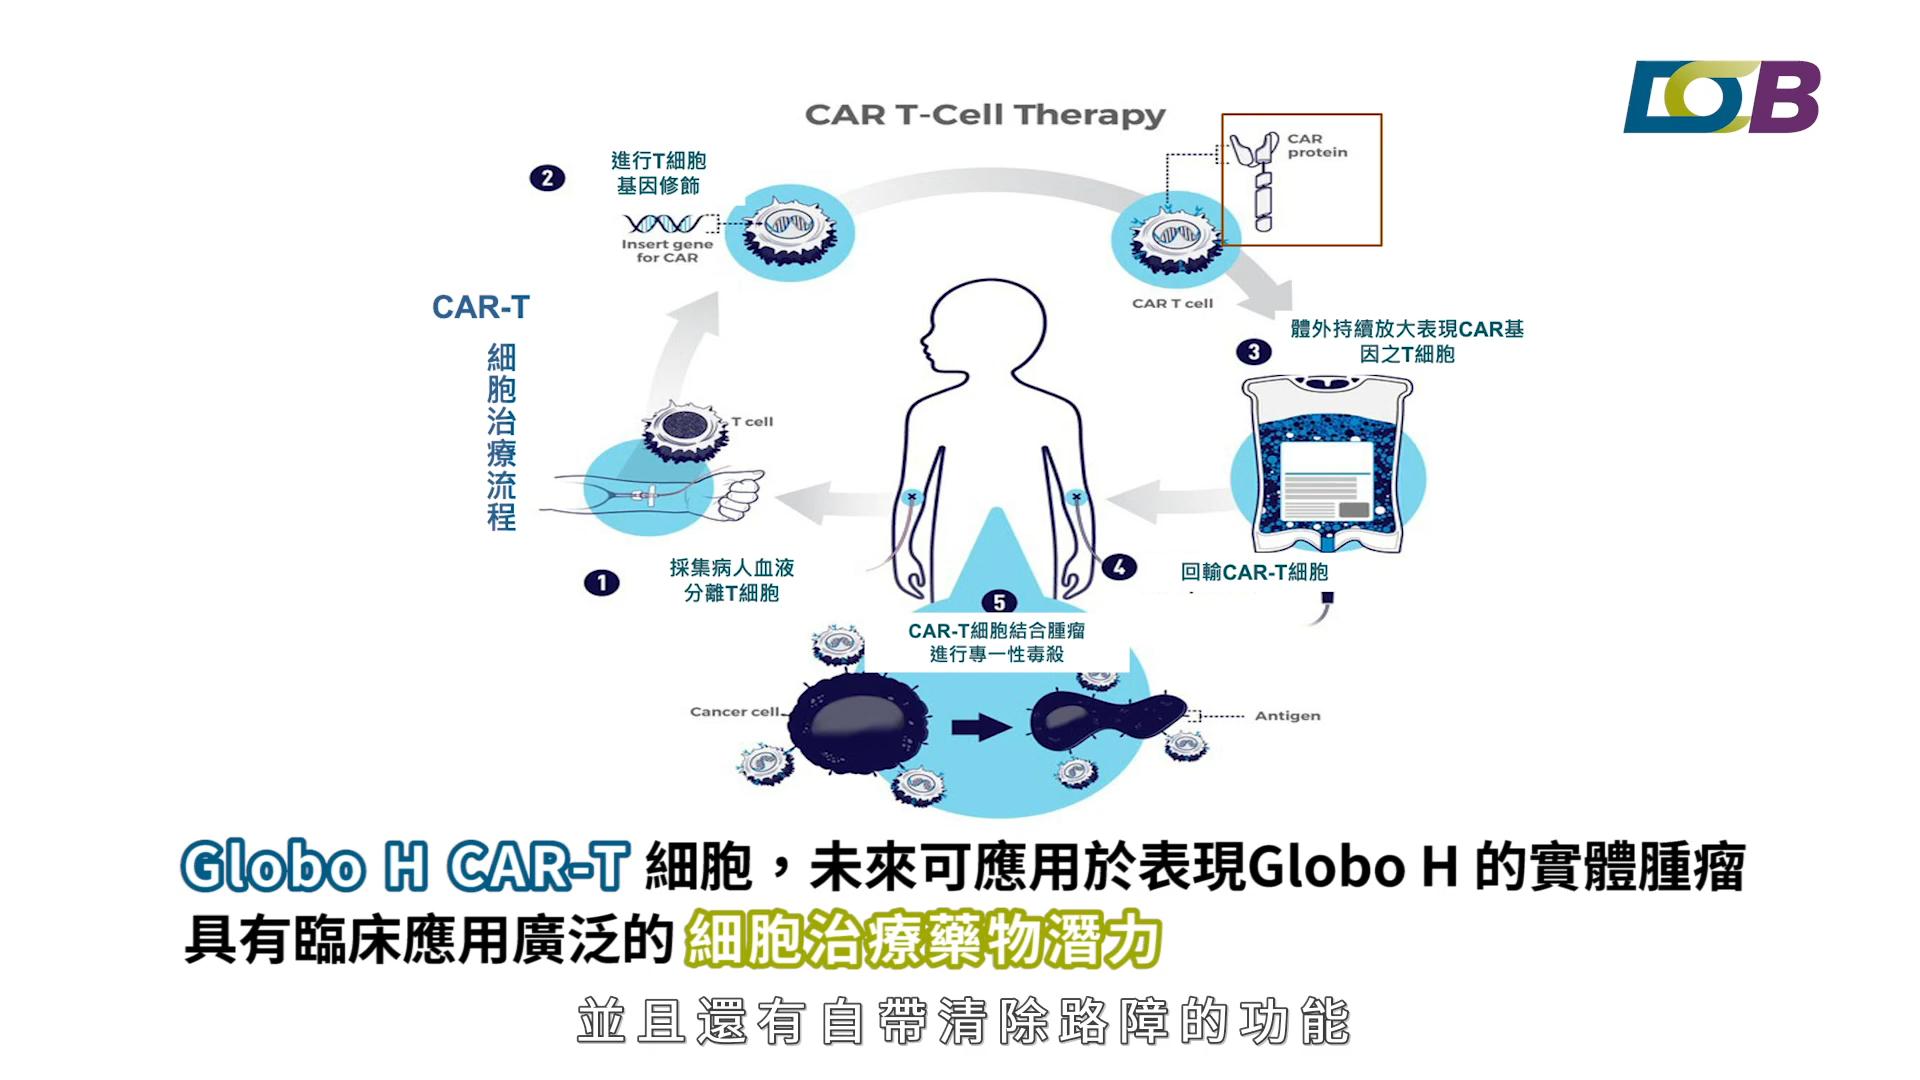 DCB
CAR T-Cell Therapy
CAR
protein
2
進行T細胞
基因修飾
Insert gene
for CAR
CAR T cell
CAR-T
細胞治療流程
3
體外持續放大表現CAR基
因之T細胞
T cell
1
採集病人血液
分離T細胞
4
回輸CAR-T細胞
5
CAR-T細胞結合腫瘤
進行專一性毒殺
Cancer cell
Antigen
Globo H CAR-T 細胞，未來可應用於表現Globo H 的實體腫瘤
具有臨床應用廣泛的 細胞治療藥物潛力
並且還有自帶清除路障的功能